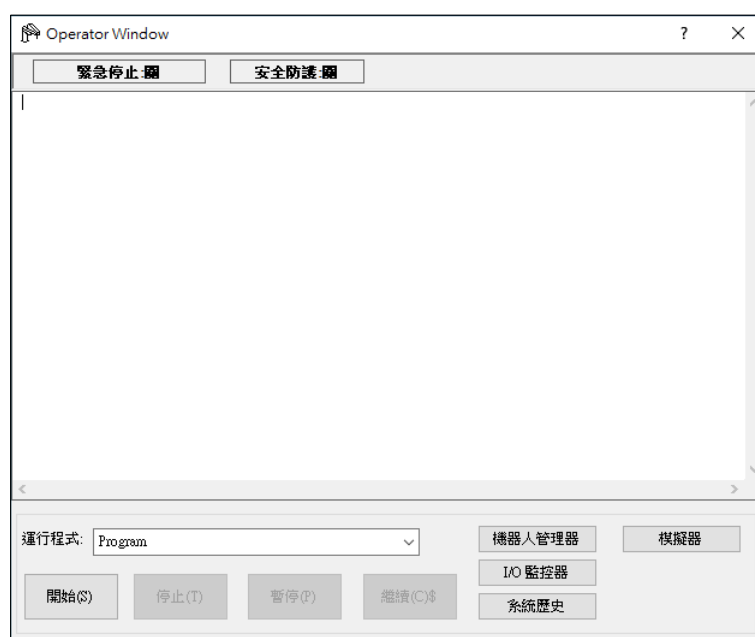 Operator Window ?
緊急停止:關 安全防護:關
運行程式: Program 機器人管理器 模擬器
I/O 監控器
開始(S) 停止(T) 暫停(P) 繼續(C)$
系統歷史